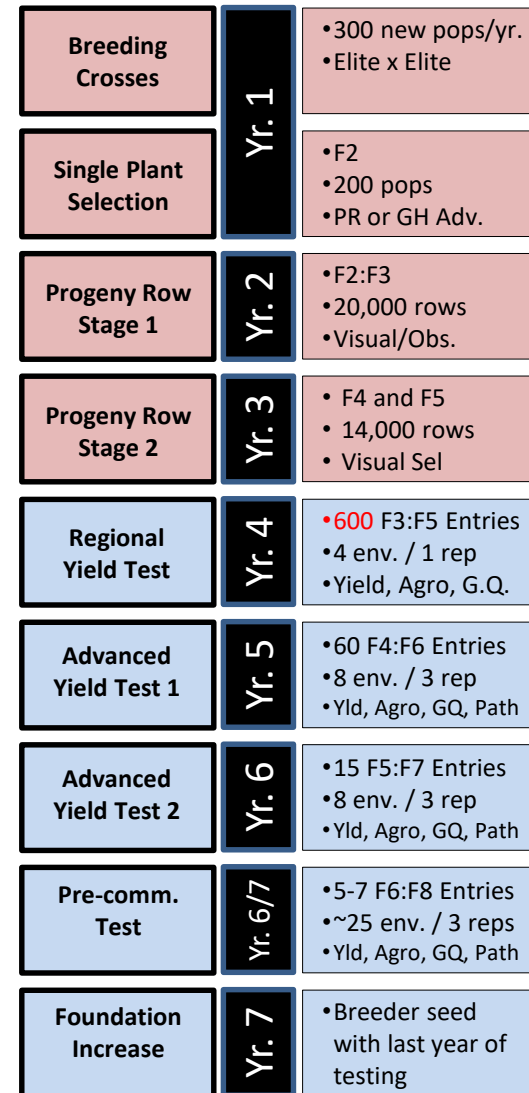 Breeding
Crosses
Yr. 1
•300 new pops/yr.
•Elite x Elite
Single Plant
Selection
•F2
•200 pops
•PR or GH Adv.
Progeny Row
Stage 1
Yr. 2
•F2:F3
•20,000 rows
•Visual/Obs.
Progeny Row
Stage 2
Yr. 3
• F4 and F5
• 14,000 rows
• Visual Sel
Regional
Yield Test
Yr. 4
•600 F3:F5 Entries
•4 env. / 1 rep
•Yield, Agro, G.Q.
Advanced
Yield Test 1
Yr. 5
•60 F4:F6 Entries
•8 env. / 3 rep
•Yld, Agro, GQ, Path
Advanced
Yield Test 2
Yr. 6
•15 F5:F7 Entries
•8 env. / 3 rep
•Yld, Agro, GQ, Path
Pre-comm.
Test
Yr. 6/7
•5-7 F6:F8 Entries
•~25 env. / 3 reps
•Yld, Agro, GQ, Path
Foundation
Increase
Yr. 7
•Breeder seed
with last year of
testing